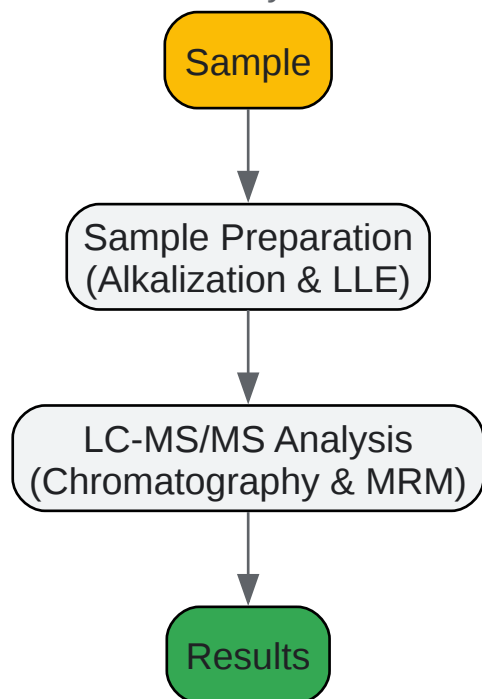 Sample
Sample Preparation
(Alkalization & LLE)
LC-MS/MS Analysis
(Chromatography & MRM)
Results